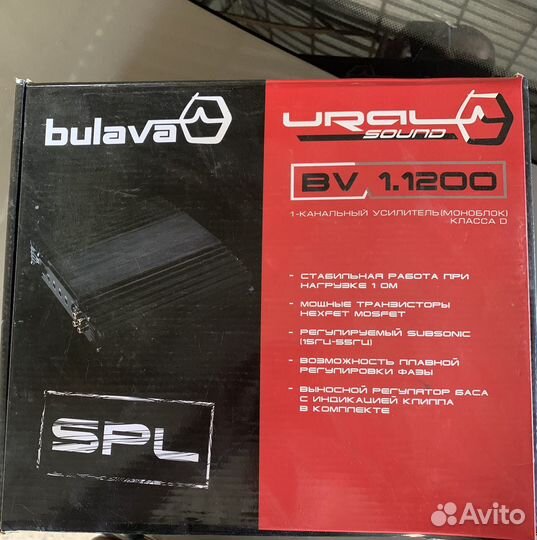 bulava
SPL
URAL
SOUND
BV 1.1200
1-КАНАЛЬНЫЙ УСИЛИТЕЛЬ(МОНОБЛОК)
КЛАССА D
- СТАБИЛЬНАЯ РАБОТА ПРИ
НАГРУЗКЕ 1 ОМ
- МОЩНЫЕ ТРАНЗИСТОРЫ
HEXFET MOSFET
- РЕГУЛИРУЕМЫЙ SUBSONIC
(15ГЦ-55ГЦ)
- ВОЗМОЖНОСТЬ ПЛАВНОЙ
РЕГУЛИРОВКИ ФАЗЫ
- ВЫНОСНОЙ РЕГУЛЯТОР БАСА
С ИНДИКАЦИЕЙ КЛИППА
В КОМПЛЕКТЕ
Avito